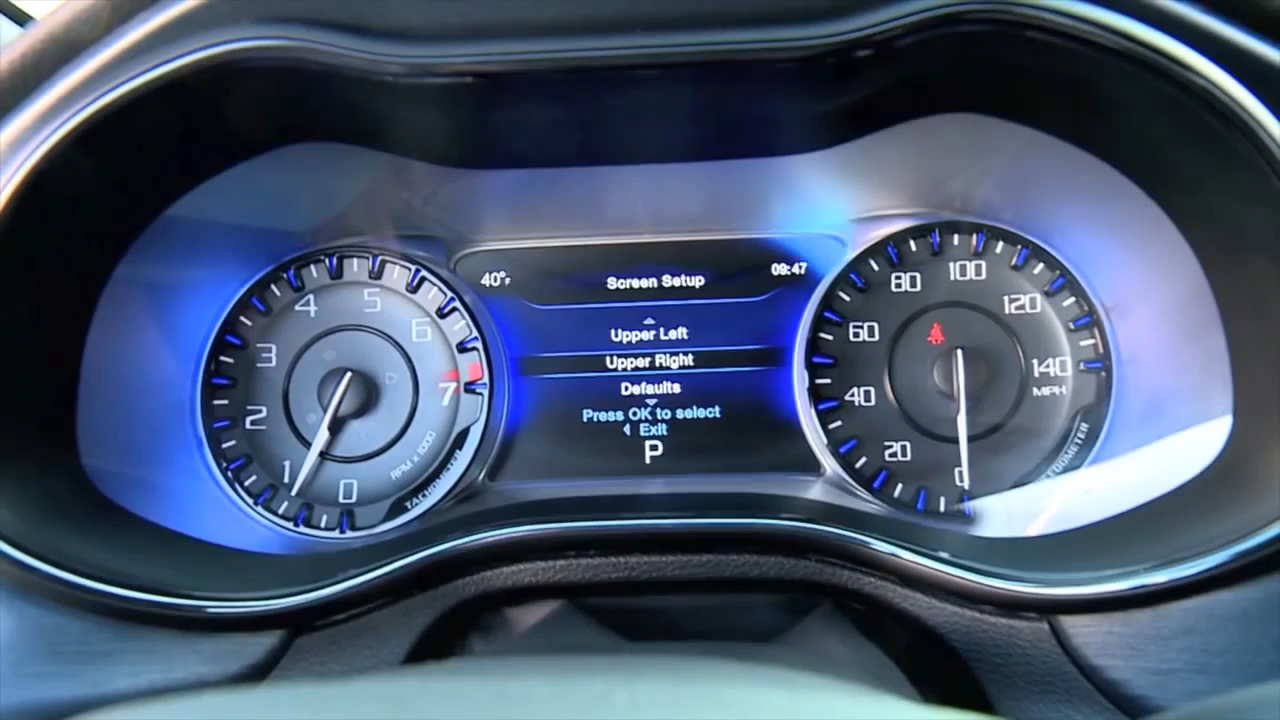 40°F
Screen Setup
09:47
Upper Left
Upper Right
Defaults
Press OK to select
Exit
P
0
1
2
3
4
5
6
7
RPM x 1000
TACHOMETER
0
20
40
60
80
100
120
140
MPH